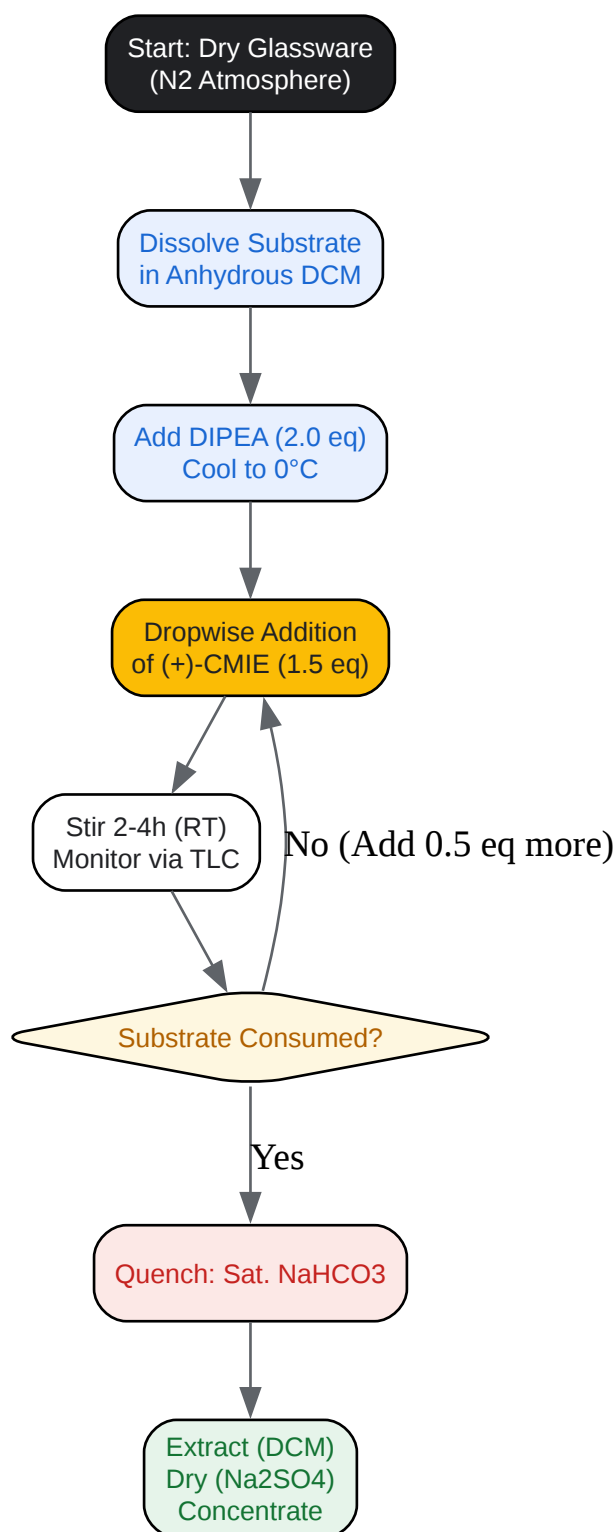 Start: Dry Glassware
(N2 Atmosphere)
Dissolve Substrate
in Anhydrous DCM
Add DIPEA (2.0 eq)
Cool to 0°C
Dropwise Addition
of (+)-CMIE (1.5 eq)
Stir 2-4h (RT)
Monitor via TLC
No (Add 0.5 eq more)
Substrate Consumed?
Yes
Quench: Sat. NaHCO3
Extract (DCM)
Dry (Na2SO4)
Concentrate